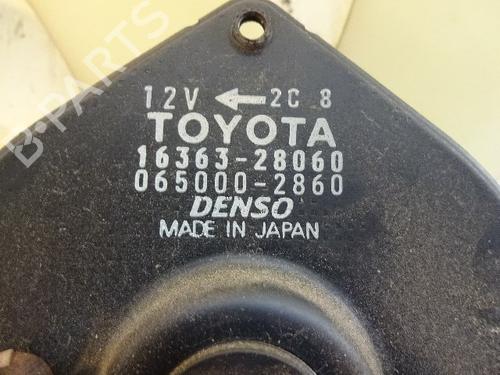 12V ← 2C 8
TOYOTA
16363-28060
065000-2860
DENSO
MADE IN JAPAN
B-PARTS